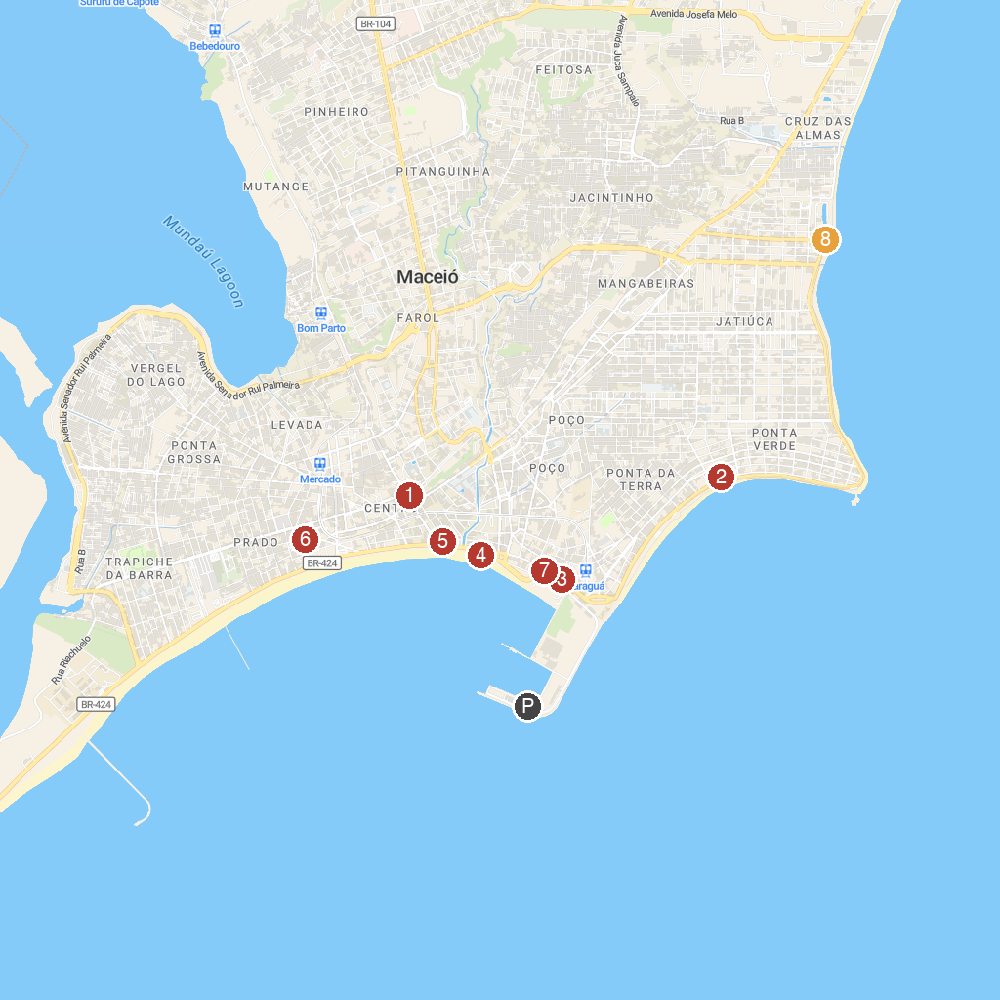 Sururu de Capote
BR-104
Avenida Josefa Melo
Bebedouro
Avenida Juca Sampaio
FEITOSA
PINHEIRO
Rua B
CRUZ DAS
ALMAS
PITANGUINHA
MUTANGE
JACINTINHO
Mundaú Lagoon
8
Maceió
MANGABEIRAS
FAROL
JATIÚCA
Bom Parto
Avenida Senador Rui Palmeira
VERGEL
DO LAGO
Avenida Senador Rui Palmeira
LEVADA
POÇO
PONTA
VERDE
PONTA
GROSSA
Mercado
POÇO
PONTA DA
TERRA
2
1
CENT
PRADO
6
5
4
BR-424
TRAPICHE
DA BARRA
Rua B
7
3
araguá
Rua Riachuelo
BR-424
P